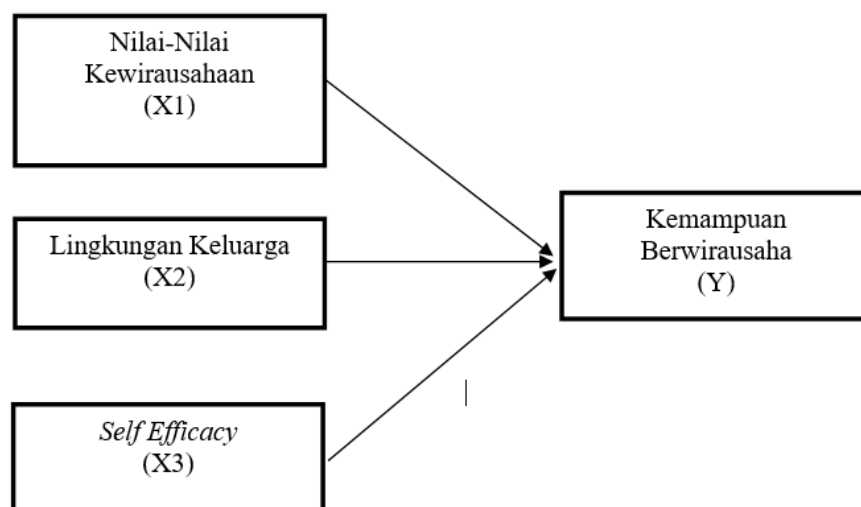 Nilai-Nilai
Kewirausahaan
(X1)
Lingkungan Keluarga
(X2)
Self Efficacy
(X3)
Kemampuan
Berwirausaha
(Y)